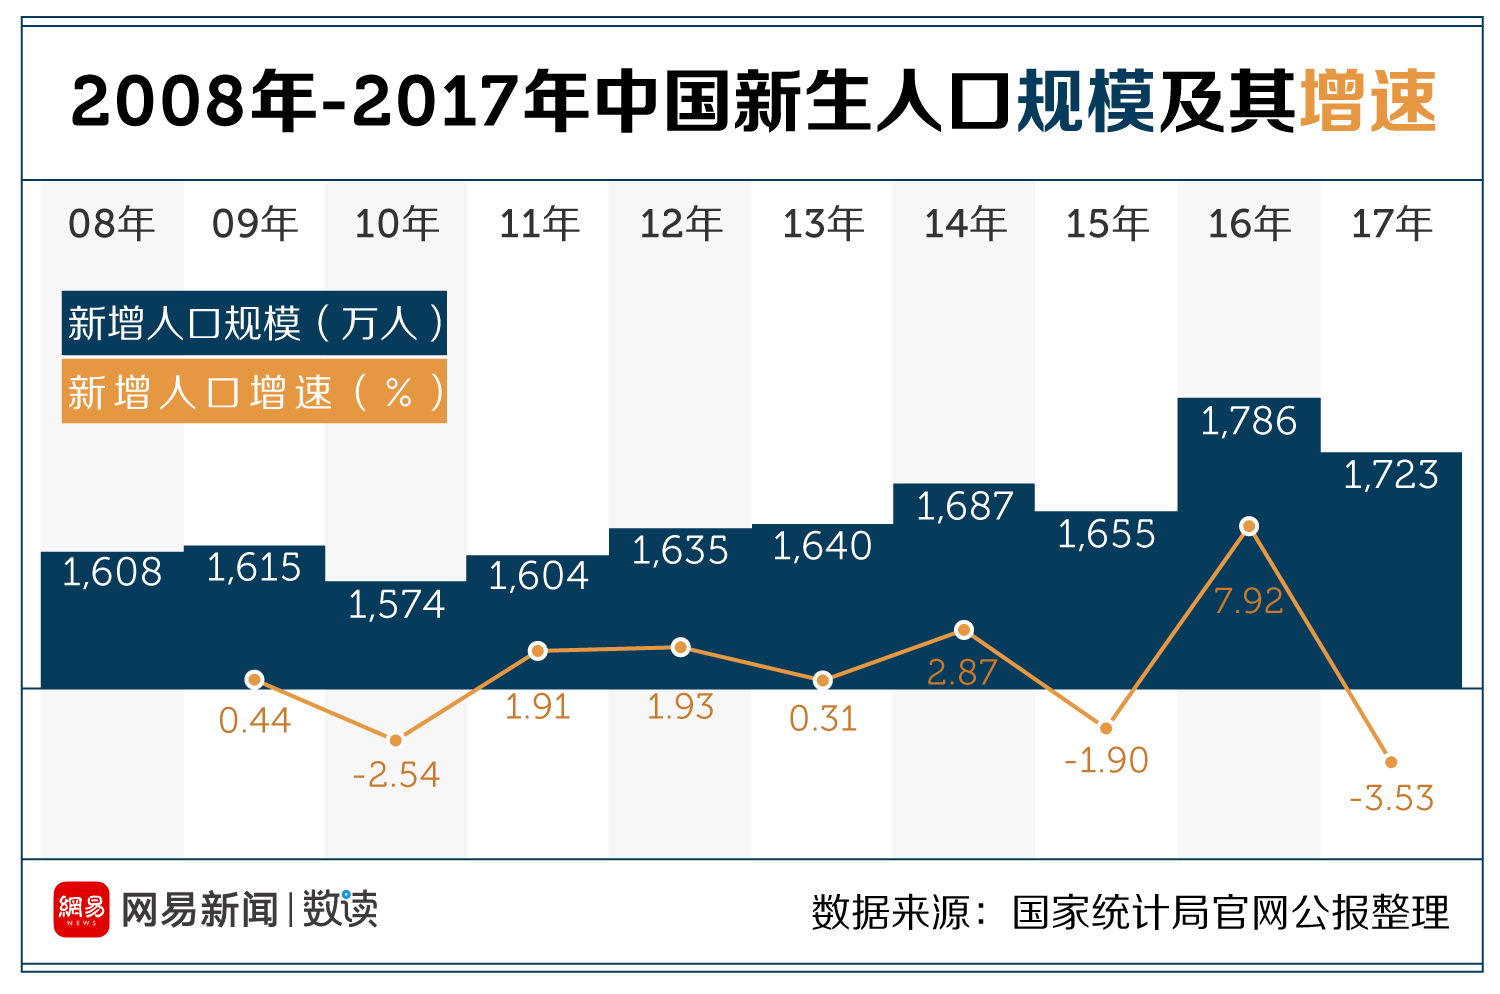 2008年-2017年中国新生人口规模及其增速
08年 09年 10年 11年 12年 13年 14年 15年 16年 17年
新增人口规模（万人）
新增人口增速（%）
1,608 1,615 1,574 1,604 1,635 1,640 1,687 1,655 1,786 1,723
0.44 -2.54 1.91 1.93 0.31 2.87 -1.90 7.92 -3.53
網易 NEWS 网易新闻|数读
数据来源：国家统计局官网公报整理